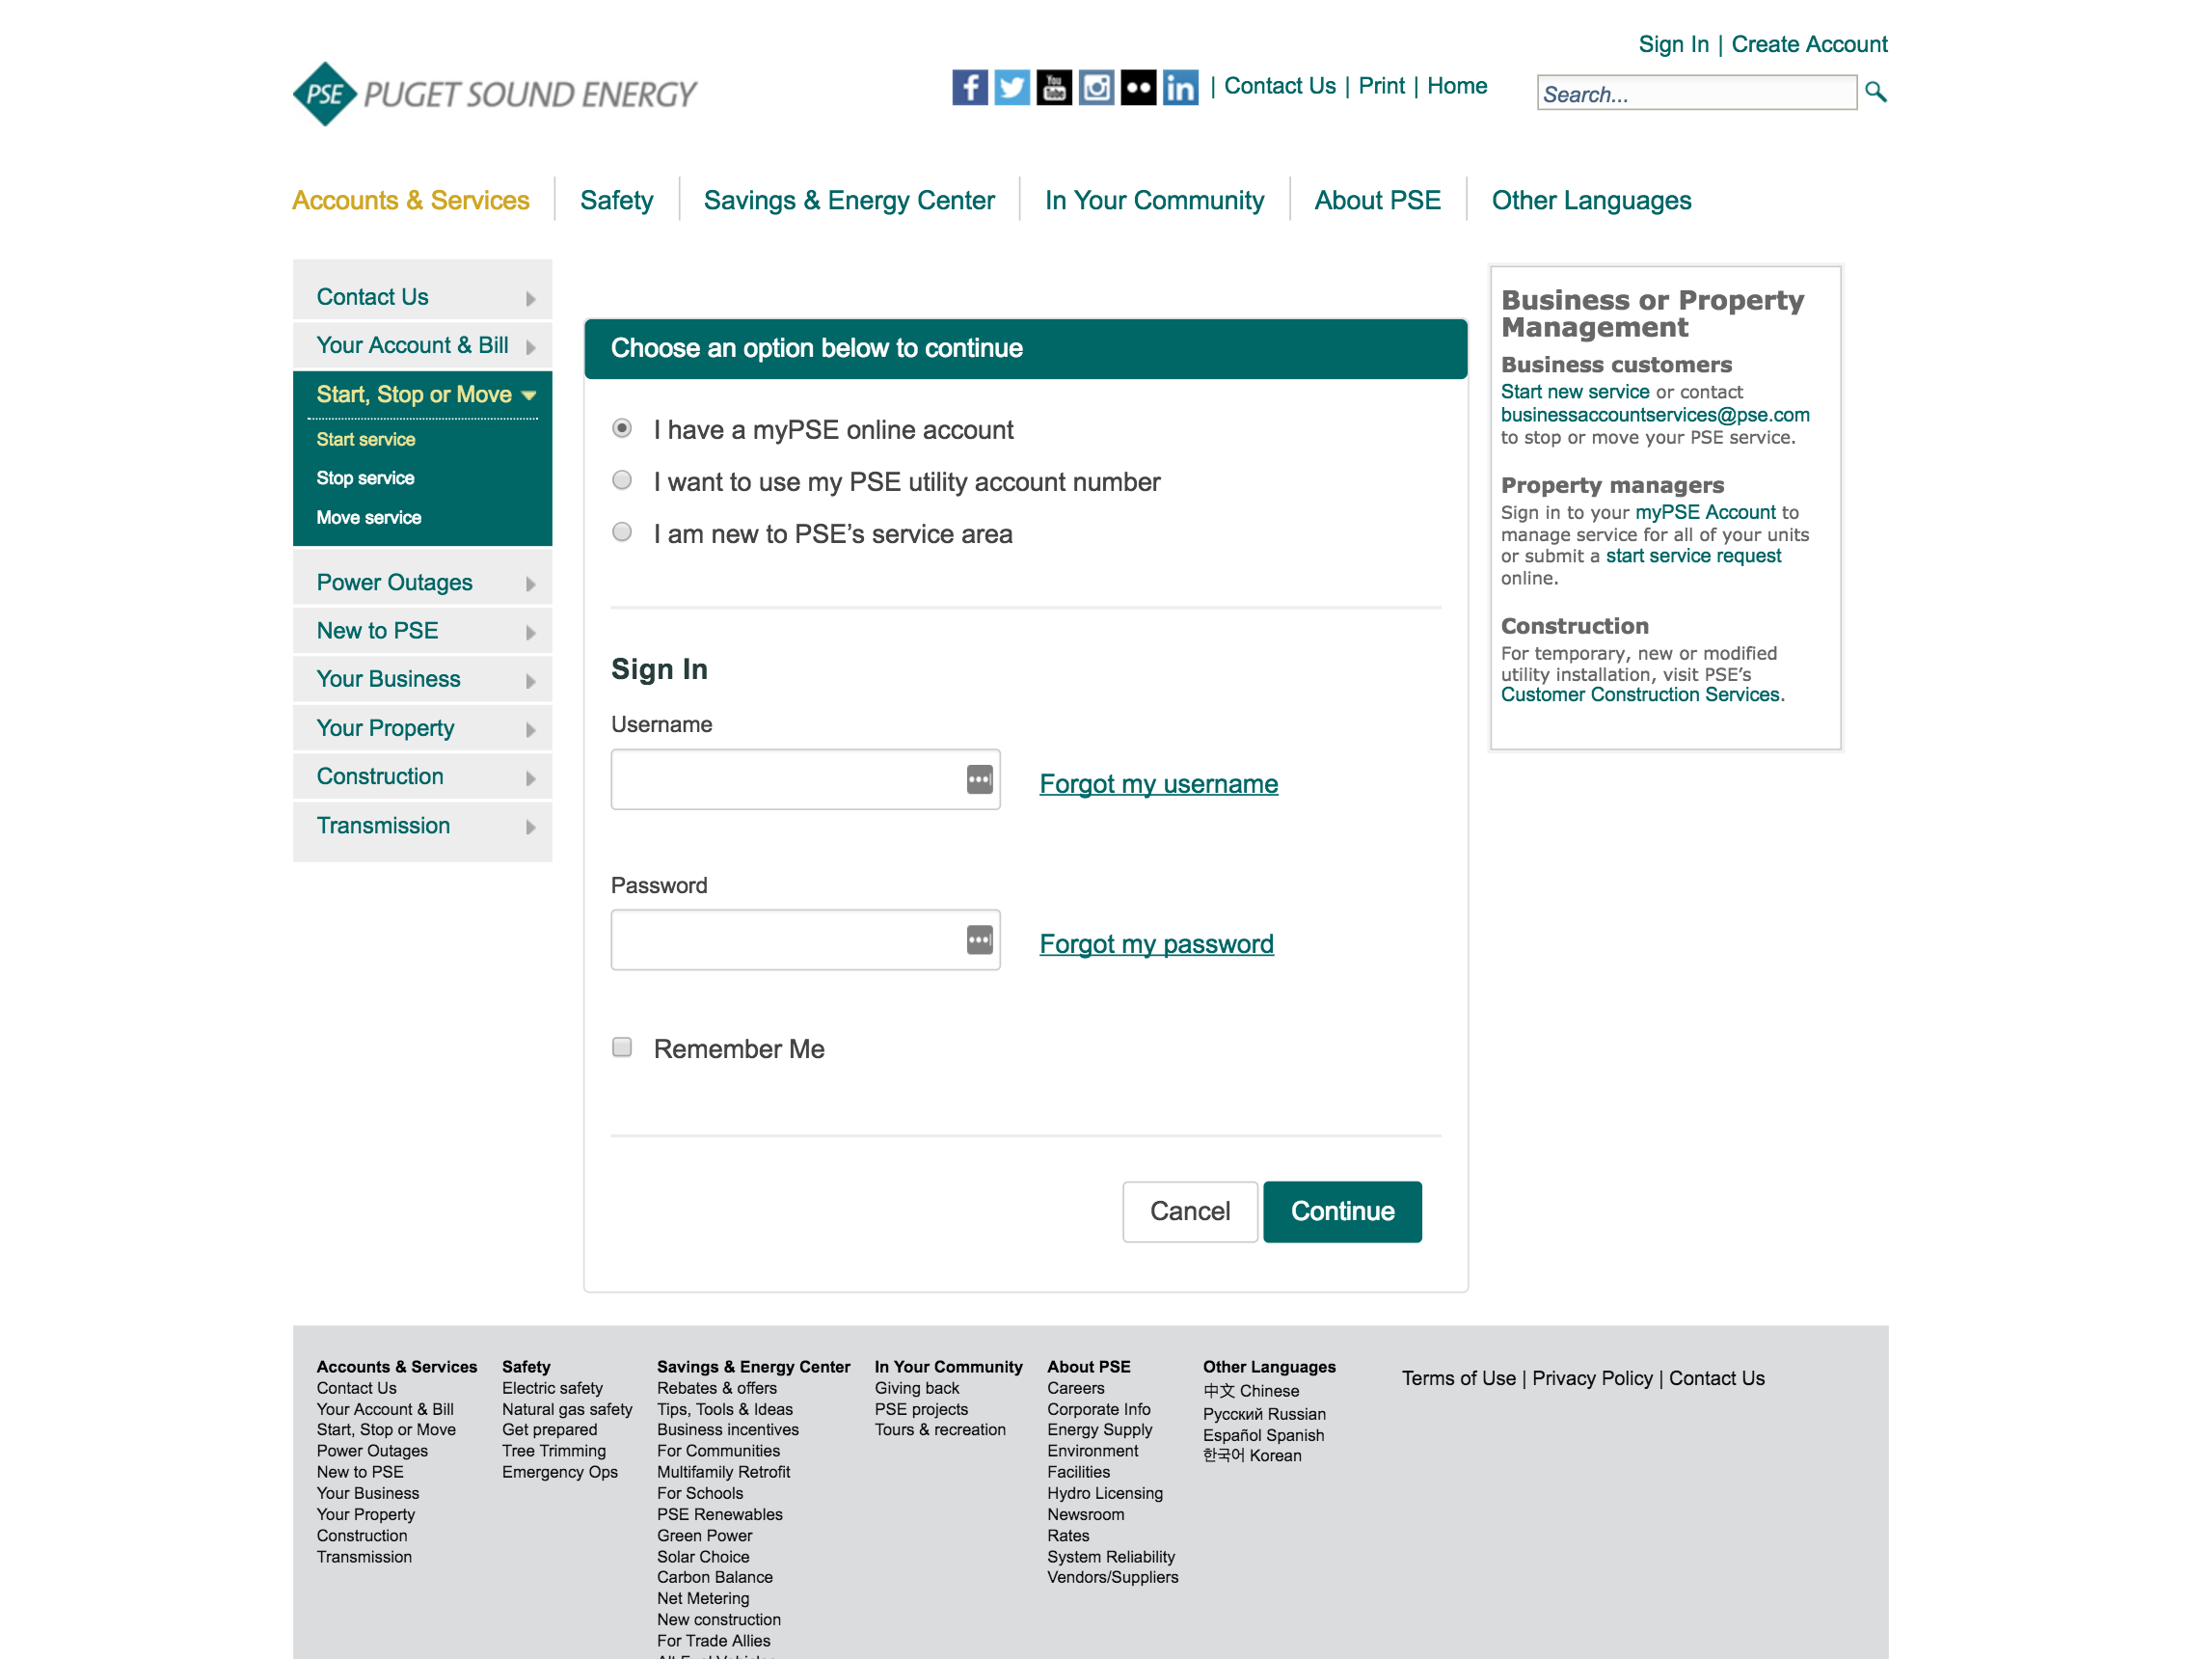 Sign In | Create Account
PSE PUGET SOUND ENERGY
You Tube
| Contact Us | Print | Home
Search...
Accounts & Services
Safety
Savings & Energy Center
In Your Community
About PSE
Other Languages
Contact Us
Your Account & Bill
Start, Stop or Move
Start service
Stop service
Move service
Power Outages
New to PSE
Your Business
Your Property
Construction
Transmission
Choose an option below to continue
I have a myPSE online account
I want to use my PSE utility account number
I am new to PSE’s service area
Sign In
Username
Forgot my username
Password
Forgot my password
Remember Me
Cancel
Continue
Business or Property
Management
Business customers
Start new service or contact
businessaccountservices@pse.com
to stop or move your PSE service.
Property managers
Sign in to your myPSE Account to
manage service for all of your units
or submit a start service request
online.
Construction
For temporary, new or modified
utility installation, visit PSE’s
Customer Construction Services.
Accounts & Services
Contact Us
Your Account & Bill
Start, Stop or Move
Power Outages
New to PSE
Your Business
Your Property
Construction
Transmission
Safety
Electric safety
Natural gas safety
Get prepared
Tree Trimming
Emergency Ops
Savings & Energy Center
Rebates & offers
Tips, Tools & Ideas
Business incentives
For Communities
Multifamily Retrofit
For Schools
PSE Renewables
Green Power
Solar Choice
Carbon Balance
Net Metering
New construction
For Trade Allies
In Your Community
Giving back
PSE projects
Tours & recreation
About PSE
Careers
Corporate Info
Energy Supply
Environment
Facilities
Hydro Licensing
Newsroom
Rates
System Reliability
Vendors/Suppliers
Other Languages
中文 Chinese
Русский Russian
Español Spanish
한국어 Korean
Terms of Use | Privacy Policy | Contact Us